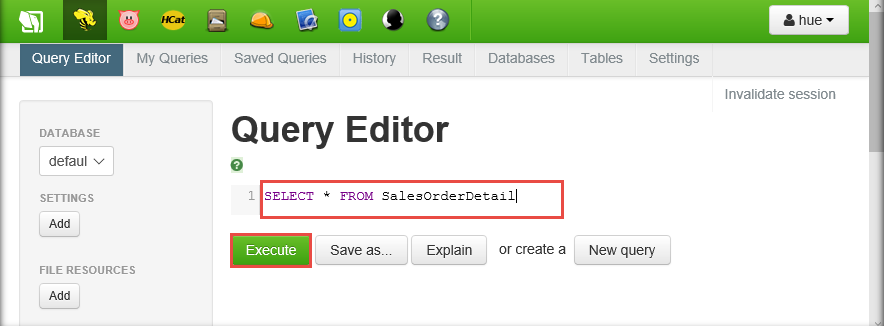 HCat
hue
Query Editor My Queries Saved Queries History Result Databases Tables Settings
Invalidate session
DATABASE
defaul
SETTINGS
Add
FILE RESOURCES
Add
Query Editor
?
1 SELECT * FROM SalesOrderDetail
Execute Save as... Explain or create a New query